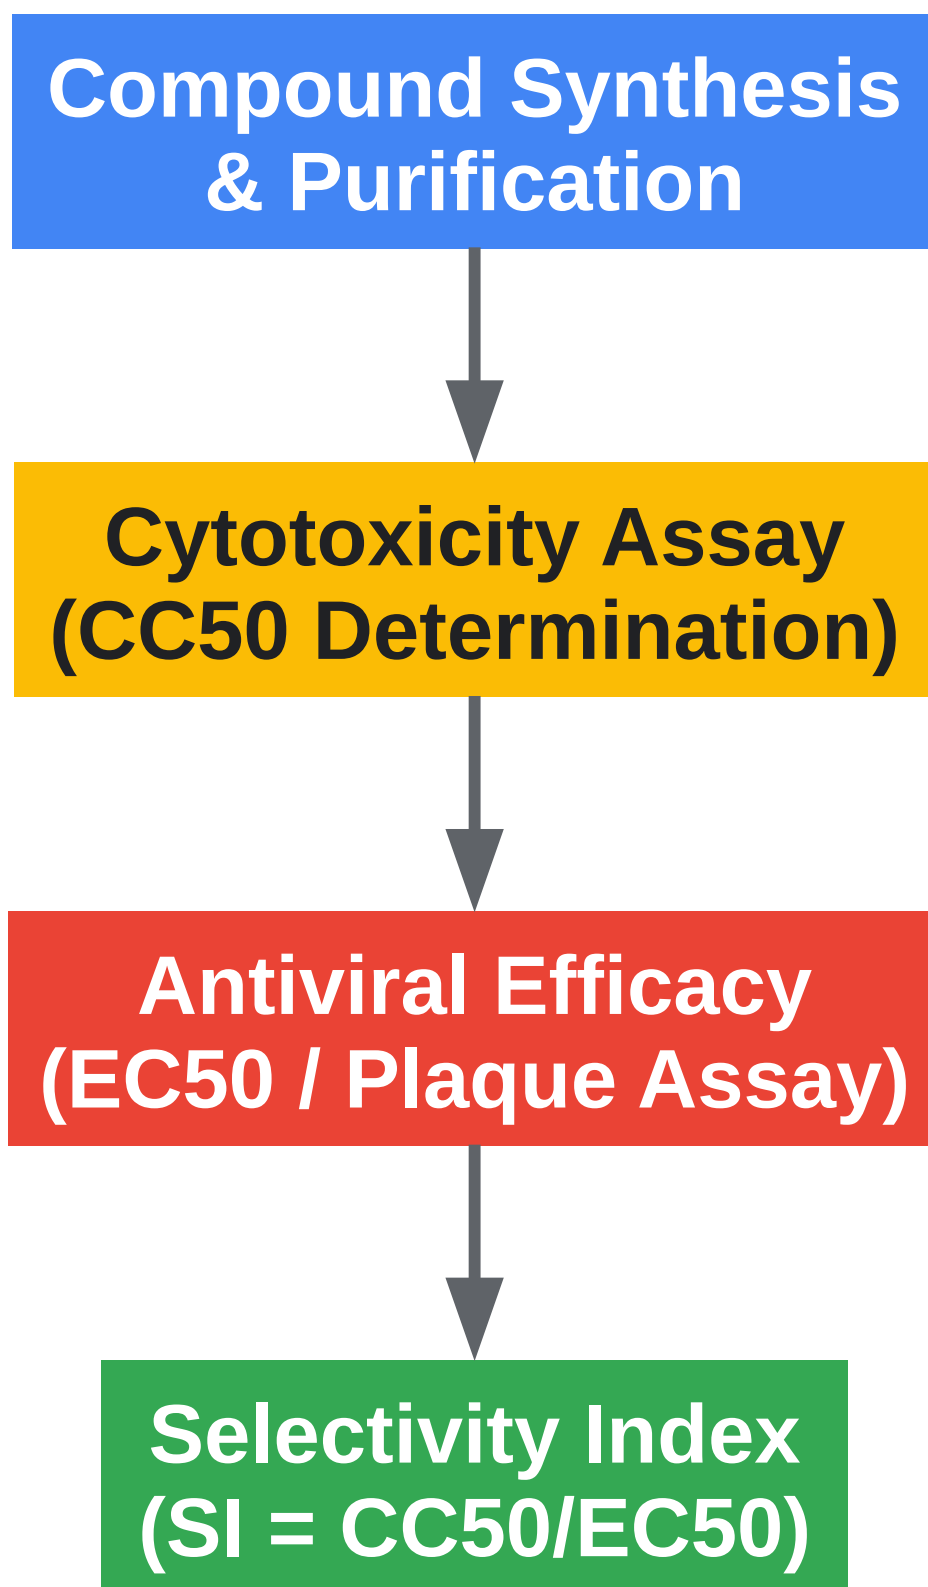 Compound Synthesis
& Purification
Cytotoxicity Assay
(CC50 Determination)
Antiviral Efficacy
(EC50 / Plaque Assay)
Selectivity Index
(SI = CC50/EC50)